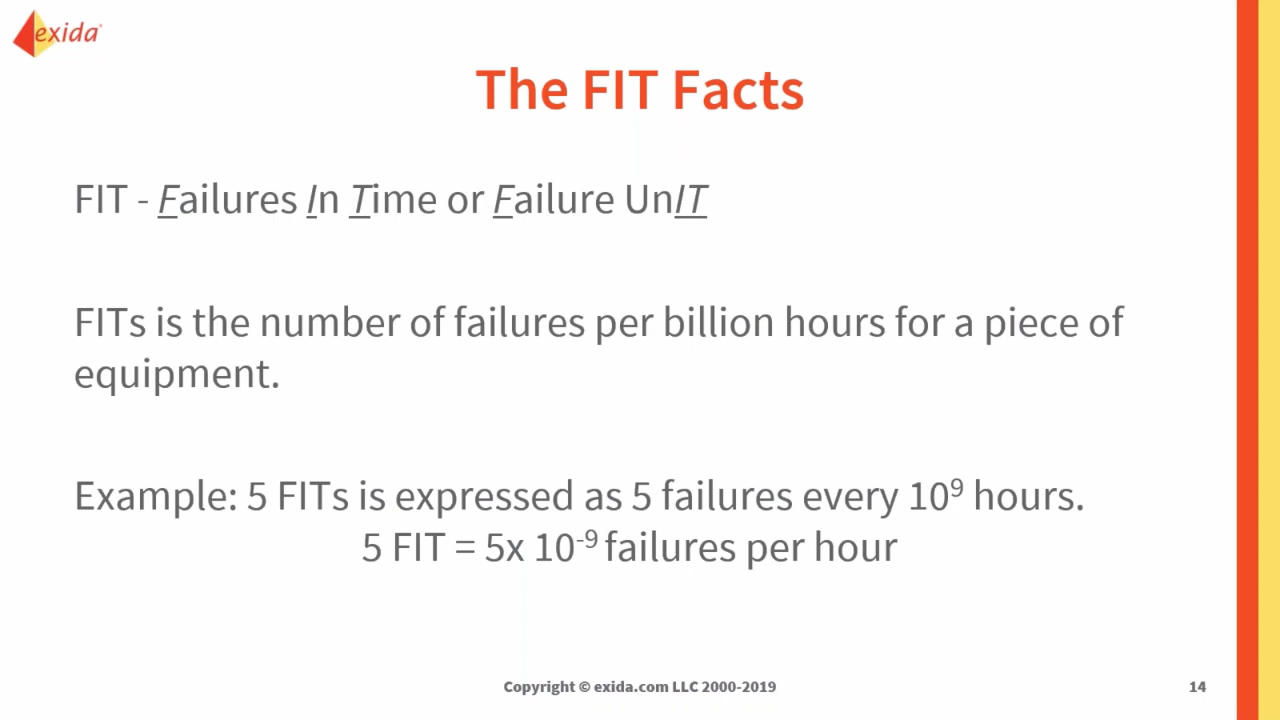 exida
The FIT Facts
FIT - Failures In Time or Failure UnIT
FITs is the number of failures per billion hours for a piece of
equipment.
Example: 5 FITs is expressed as 5 failures every 10⁹ hours.
5 FIT = 5x 10⁻⁹ failures per hour
Copyright © exida.com LLC 2000-2019
14